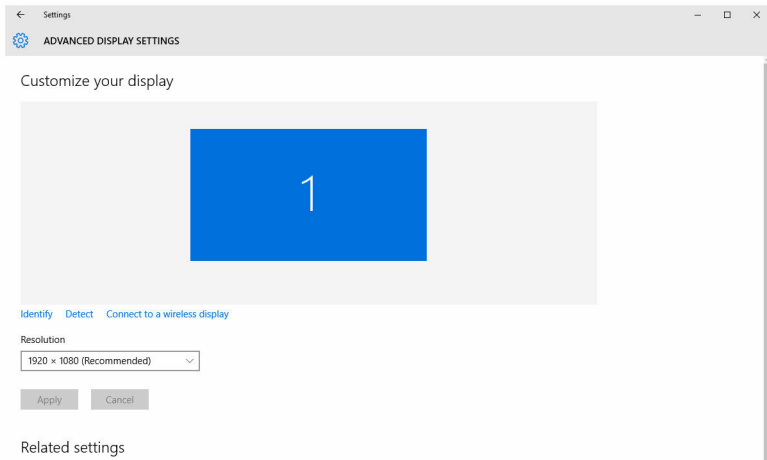 Settings
ADVANCED DISPLAY SETTINGS
Customize your display
1
Identify Detect Connect to a wireless display
Resolution
1920 × 1080 (Recommended)
Apply Cancel
Related settings